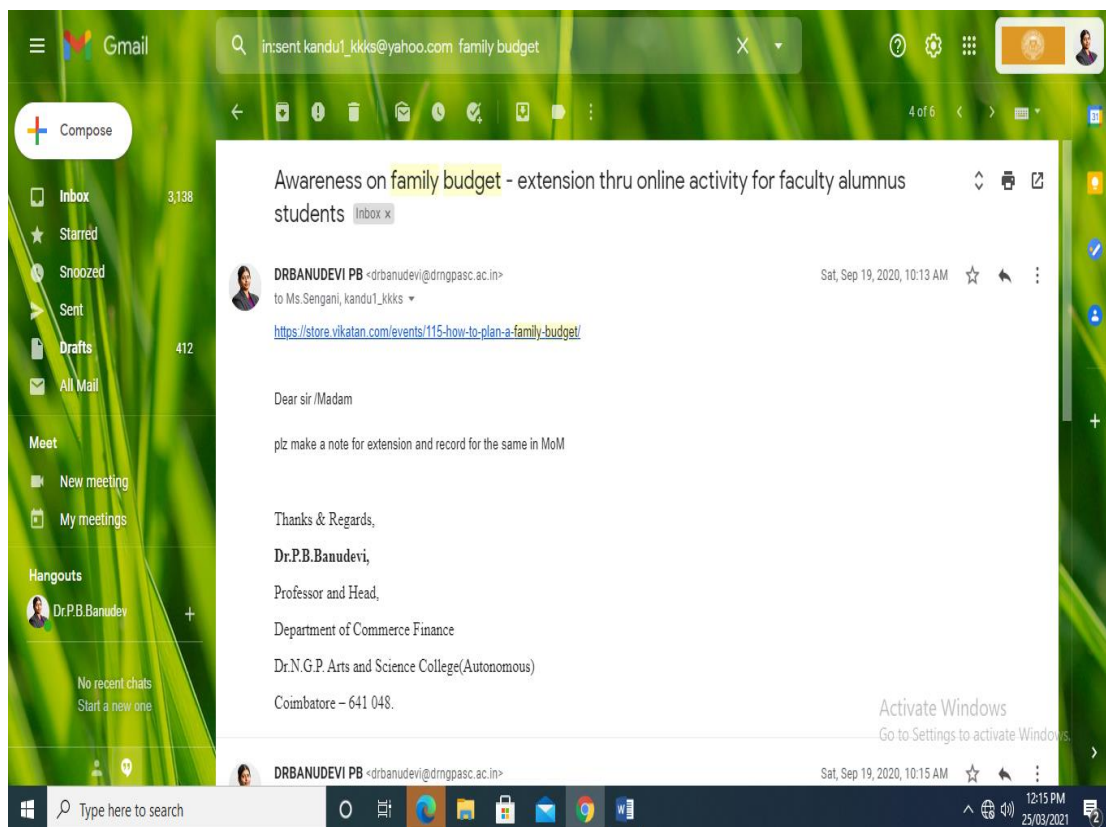 Gmail
in:sent kandu1_kkks@yahoo.com family budget
Compose
4 of 6
31
Inbox 3,138
Starred
Snoozed
Sent
Drafts 412
All Mail
Meet
New meeting
My meetings
Hangouts
Dr.P.B.Banudev
No recent chats
Start a new one
Awareness on family budget - extension thru online activity for faculty alumnus
students Inbox x
DRBANUDEVI PB <drbanudevi@drngpasc.ac.in> Sat, Sep 19, 2020, 10:13 AM
to Ms.Sengani, kandu1_kkks
https://store.vikatan.com/events/115-how-to-plan-a-family-budget/
Dear sir /Madam
plz make a note for extension and record for the same in MoM
Thanks & Regards,
Dr.P.B.Banudevi,
Professor and Head,
Department of Commerce Finance
Dr.N.G.P. Arts and Science College(Autonomous)
Coimbatore – 641 048.
Activate Windows
Go to Settings to activate Windows.
DRBANUDEVI PB <drbanudevi@drngpasc.ac.in> Sat, Sep 19, 2020, 10:15 AM
Type here to search
12:15 PM
25/03/2021
2